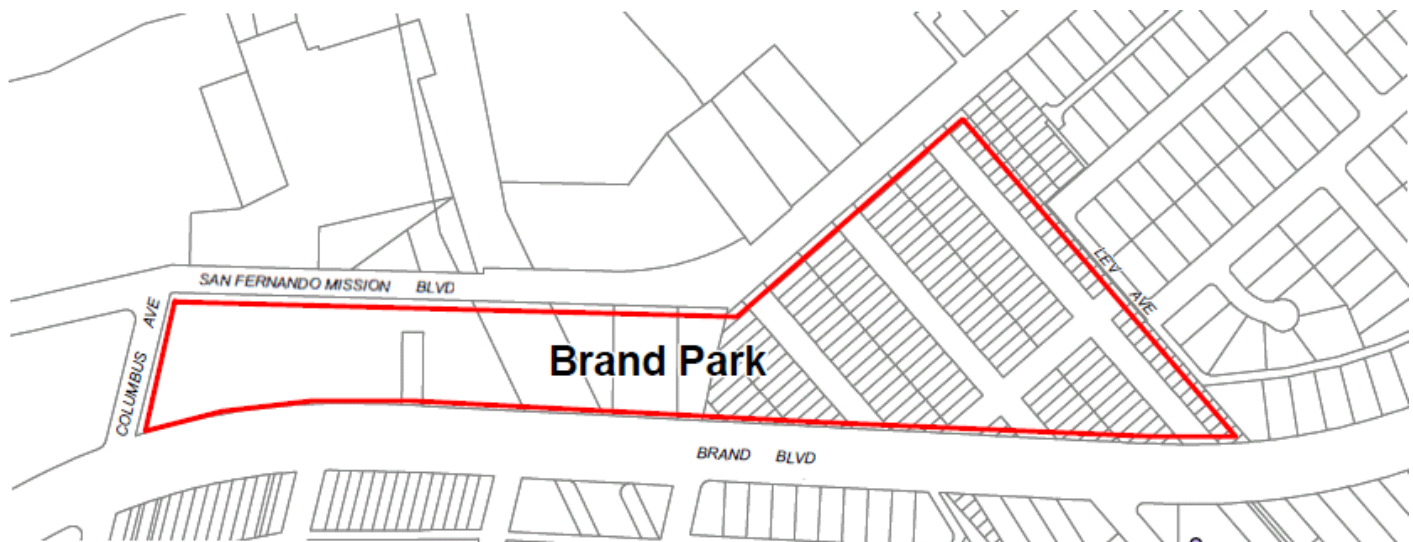 SAN FERNANDO MISSION BLVD
COLUMBUS AVE
LEV AVE
Brand Park
BRAND BLVD